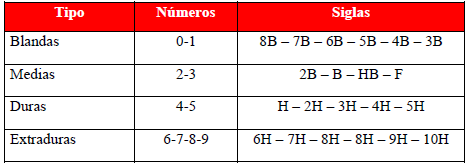 Tipo Números Siglas
Blandas 0-1 8B – 7B – 6B – 5B – 4B – 3B
Medias 2-3 2B – B – HB – F
Duras 4-5 H – 2H – 3H – 4H – 5H
Extraduras 6-7-8-9 6H – 7H – 8H – 8H – 9H – 10H